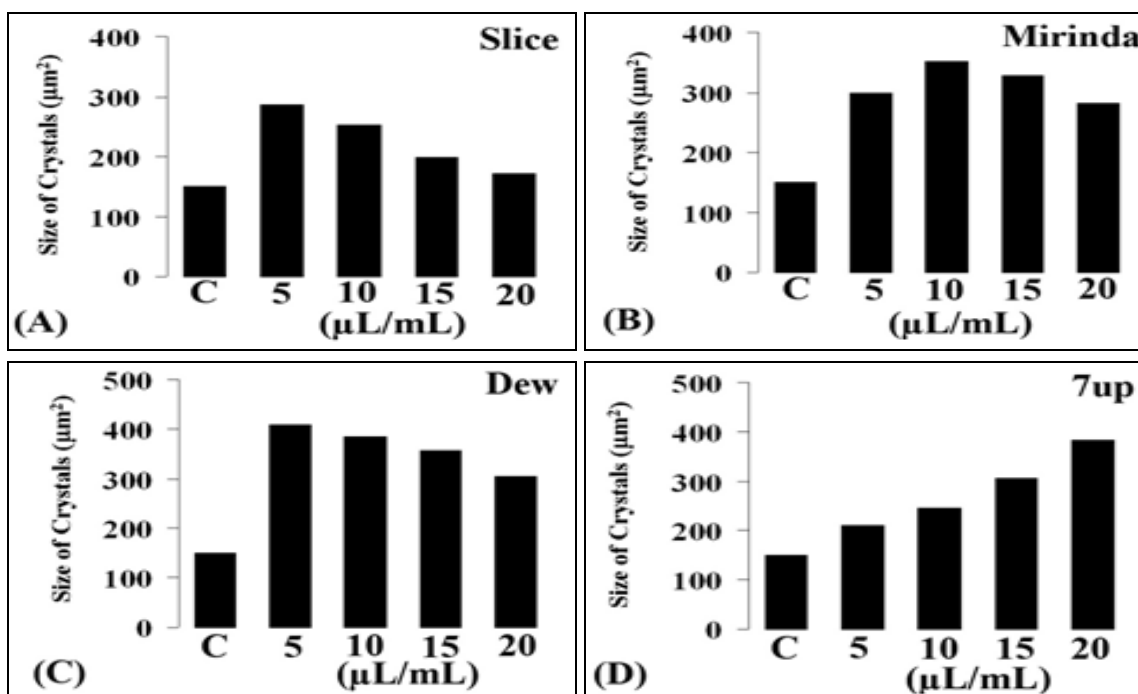 Slice
Size of Crystals (µm²)
400
300
200
100
0
C 5 10 15 20
(A) (µL/mL)
Mirinda
Size of Crystals (µm²)
400
300
200
100
0
C 5 10 15 20
(B) (µL/mL)
Dew
Size of Crystals (µm²)
500
400
300
200
100
0
C 5 10 15 20
(C) (µL/mL)
7up
Size of Crystals (µm²)
500
400
300
200
100
0
C 5 10 15 20
(D) (µL/mL)